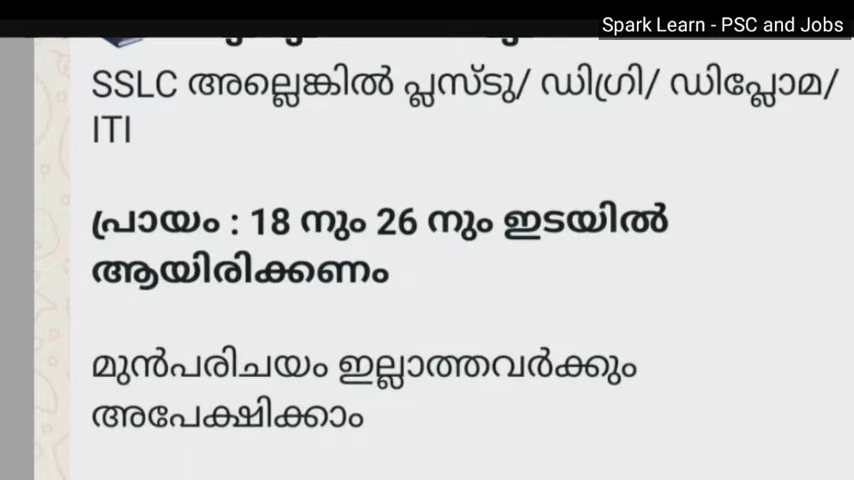 Spark Learn - PSC and Jobs
SSLC അല്ലെങ്കിൽ പ്ലസ്ടു/ ഡിഗ്രി/ ഡിപ്ലോമ/
ITI
പ്രായം : 18 നും 26 നും ഇടയിൽ
ആയിരിക്കണം
മുൻപരിചയം ഇല്ലാത്തവർക്കും
അപേക്ഷിക്കാം